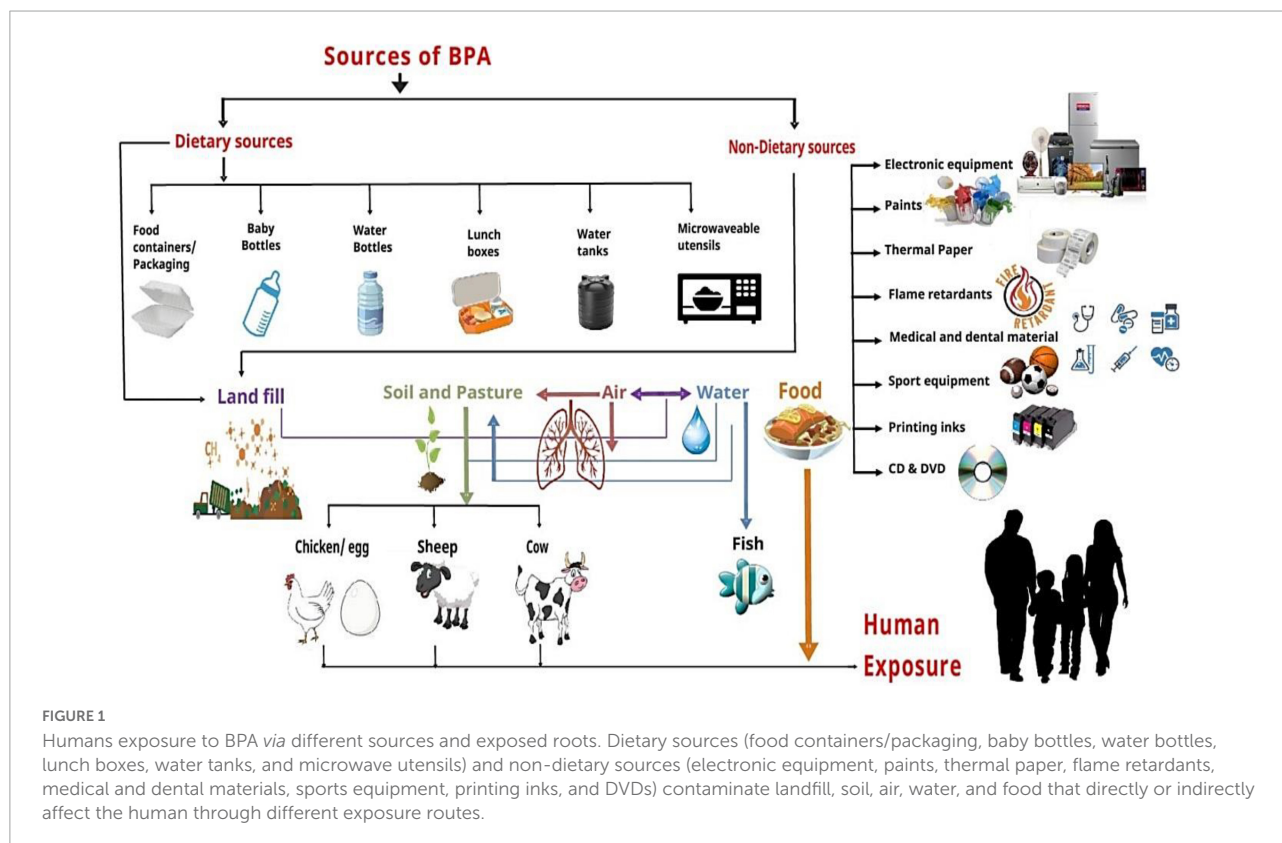 Sources of BPA
Dietary sources
Non-Dietary sources
Food
containers/
Packaging
Baby
Bottles
Water
Bottles
Lunch
boxes
Water
tanks
Microwaveable
utensils
Electronic equipment
Paints
Thermal Paper
Flame retardants
FIRE
RETARDANT
Medical and dental material
Sport equipment
Printing inks
CD & DVD
Land fill
Soil and Pasture
Air
Water
Food
Chicken/ egg
Sheep
Cow
Fish
Human
Exposure
FIGURE 1
Humans exposure to BPA via different sources and exposed roots. Dietary sources (food containers/packaging, baby bottles, water bottles,
lunch boxes, water tanks, and microwave utensils) and non-dietary sources (electronic equipment, paints, thermal paper, flame retardants,
medical and dental materials, sports equipment, printing inks, and DVDs) contaminate landfill, soil, air, water, and food that directly or indirectly
affect the human through different exposure routes.